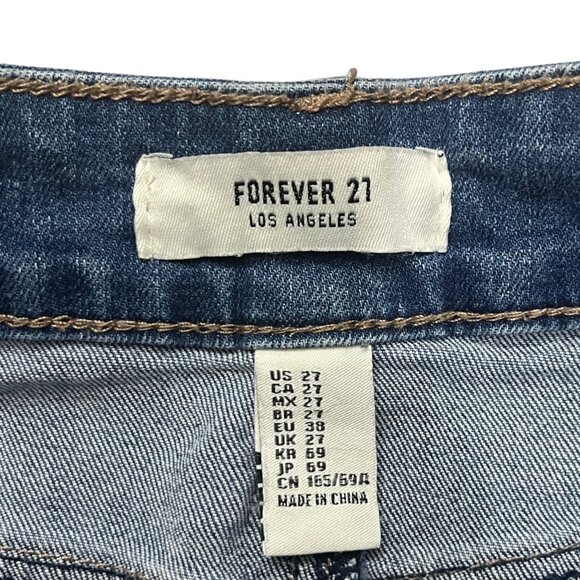 FOREVER 21
LOS ANGELES
US 27
CA 27
MX 27
BR 27
EU 38
UK 27
KR 69
JP 69
CN 165/69A
MADE IN CHINA